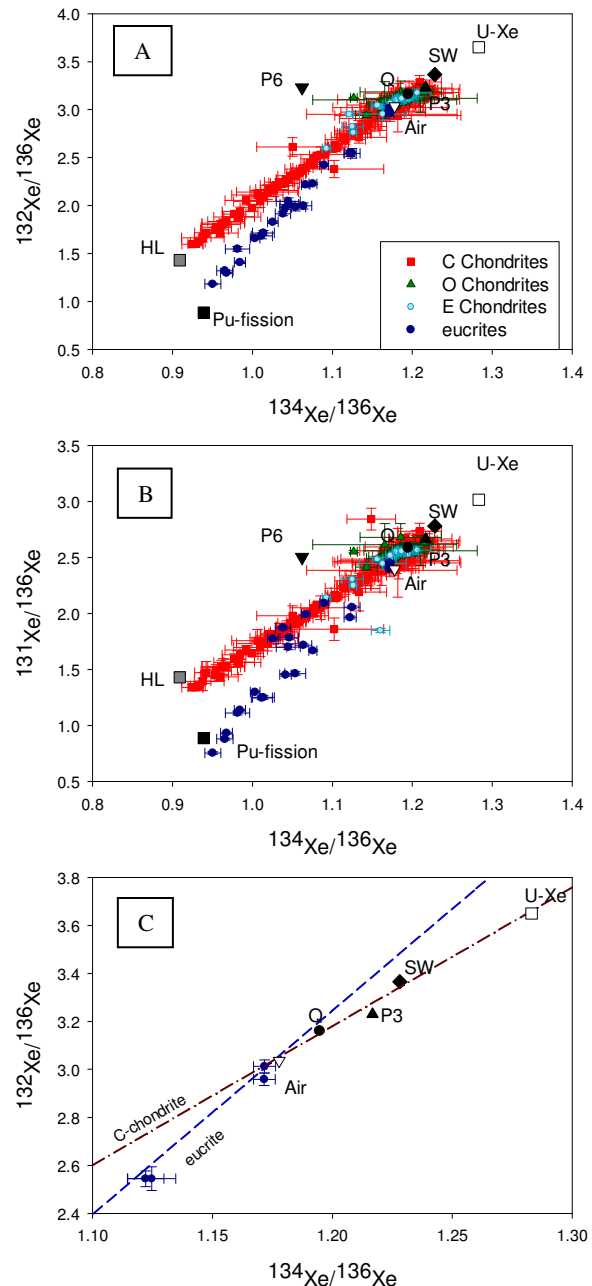 A
U-Xe
SW
Q
P6
P3
Air
HL
Pu-fission
C Chondrites
O Chondrites
E Chondrites
eucrites
132Xe/136Xe
4.0
3.5
3.0
2.5
2.0
1.5
1.0
0.5
0.8 0.9 1.0 1.1 1.2 1.3 1.4
134Xe/136Xe
B
U-Xe
SW
Q
P6
P3
Air
HL
Pu-fission
131Xe/136Xe
3.5
3.0
2.5
2.0
1.5
1.0
0.5
0.8 0.9 1.0 1.1 1.2 1.3 1.4
134Xe/136Xe
C
U-Xe
SW
Q
P3
Air
C-chondrite
eucrite
132Xe/136Xe
3.8
3.6
3.4
3.2
3.0
2.8
2.6
2.4
1.10 1.15 1.20 1.25 1.30
134Xe/136Xe